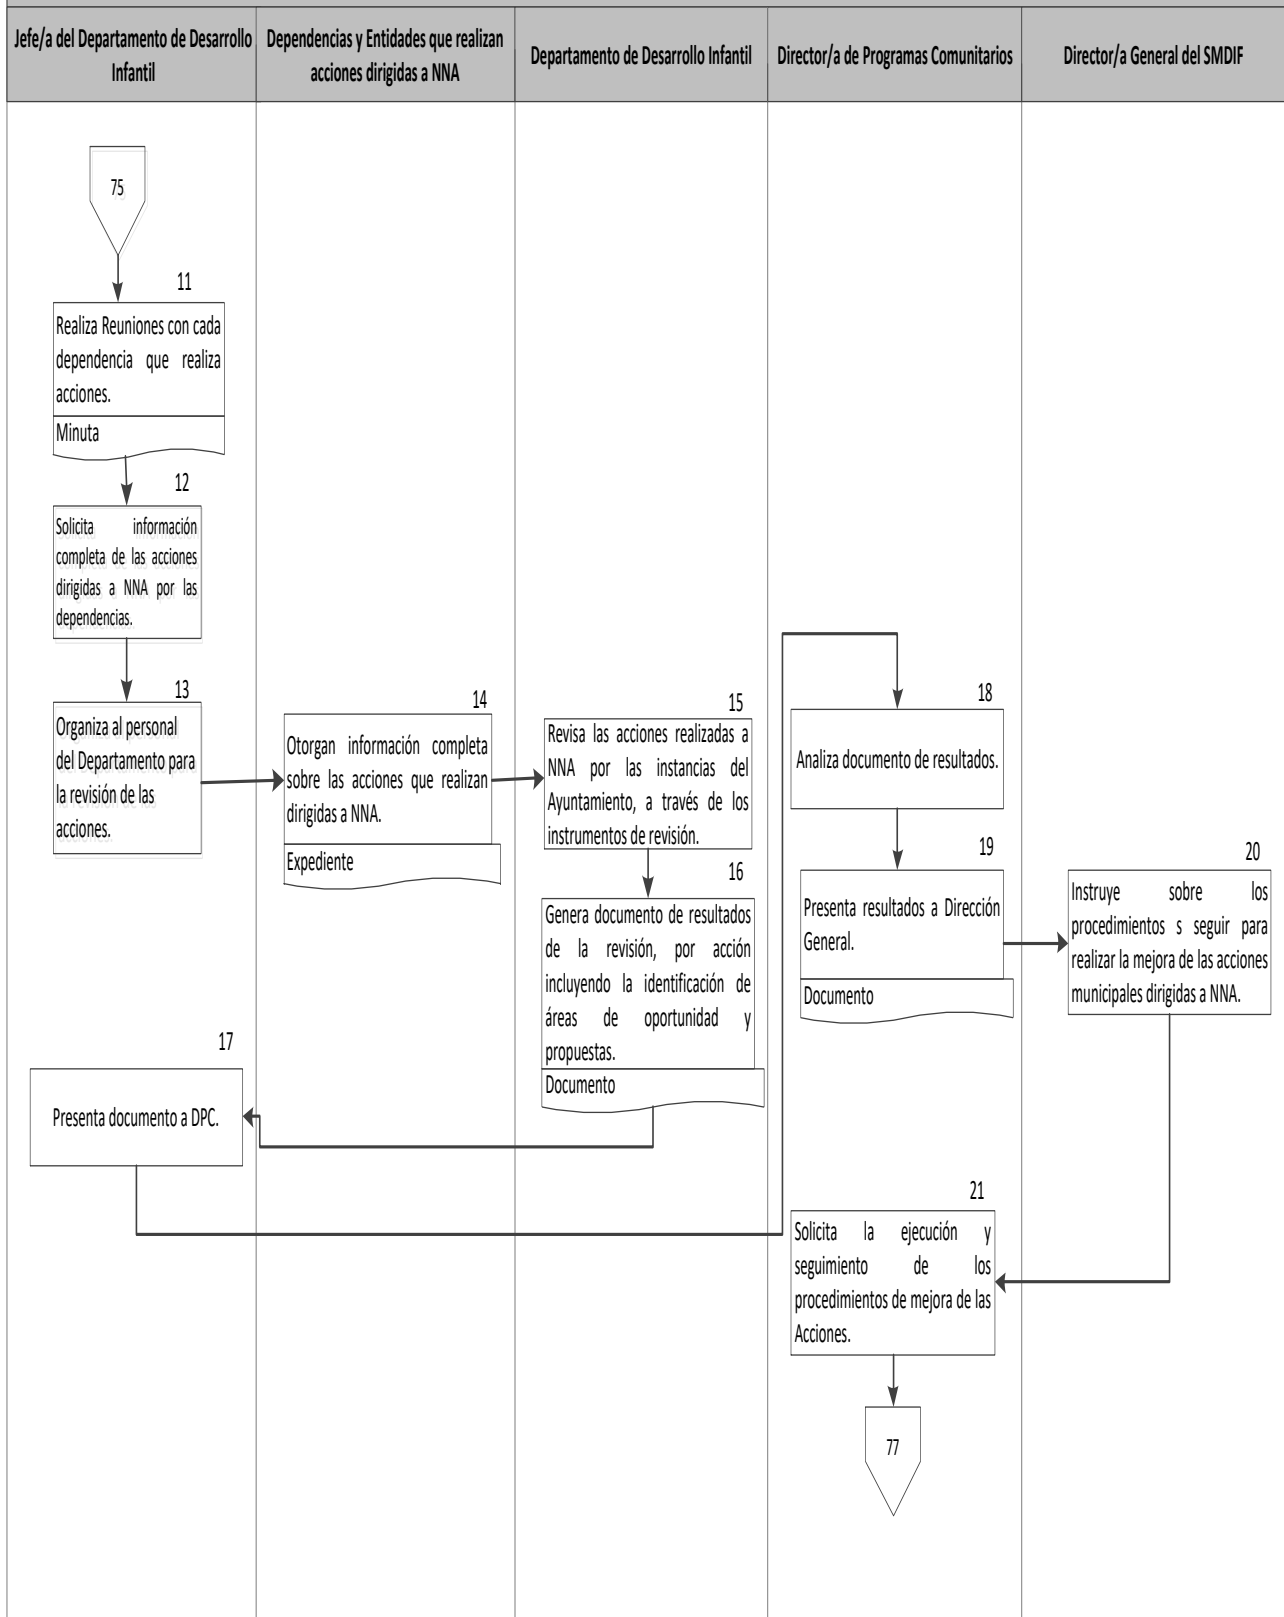 Jefe/a del Departamento de Desarrollo
Infantil
Dependencias y Entidades que realizan
acciones dirigidas a NNA
Departamento de Desarrollo Infantil
Director/a de Programas Comunitarios
Director/a General del SMDIF
75
11
Realiza Reuniones con cada
dependencia que realiza
acciones.
Minuta
12
Solicita información
completa de las acciones
dirigidas a NNA por las
dependencias.
13
Organiza al personal
del Departamento para
la revisión de las
acciones.
14
Otorgan información completa
sobre las acciones que realizan
dirigidas a NNA.
Expediente
15
Revisa las acciones realizadas a
NNA por las instancias del
Ayuntamiento, a través de los
instrumentos de revisión.
16
Genera documento de resultados
de la revisión, por acción
incluyendo la identificación de
áreas de oportunidad y
propuestas.
Documento
17
Presenta documento a DPC.
18
Analiza documento de resultados.
19
Presenta resultados a Dirección
General.
Documento
20
Instruye sobre los
procedimientos s seguir para
realizar la mejora de las acciones
municipales dirigidas a NNA.
21
Solicita la ejecución y
seguimiento de los
procedimientos de mejora de las
Acciones.
77